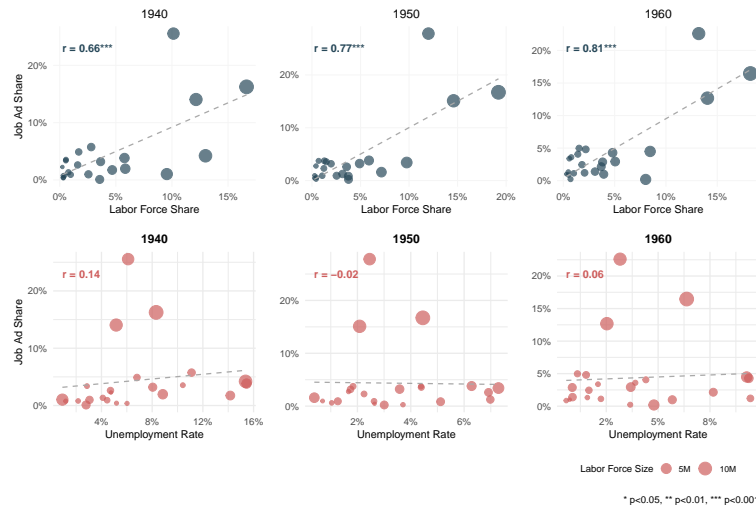 1940 1950 1960
r = 0.66*** r = 0.77*** r = 0.81***
Job Ad Share
20%
10%
0%
20%
10%
0%
20%
15%
10%
5%
0%
0% 5% 10% 15%
0% 5% 10% 15% 20%
0% 5% 10% 15%
Labor Force Share Labor Force Share Labor Force Share
1940 1950 1960
r = 0.14 r = −0.02 r = 0.06
Job Ad Share
20%
10%
0%
20%
10%
0%
20%
15%
10%
5%
0%
4% 8% 12% 16%
2% 4% 6%
2% 5% 8%
Unemployment Rate Unemployment Rate Unemployment Rate
Labor Force Size 5M 10M
* p<0.05, ** p<0.01, *** p<0.001